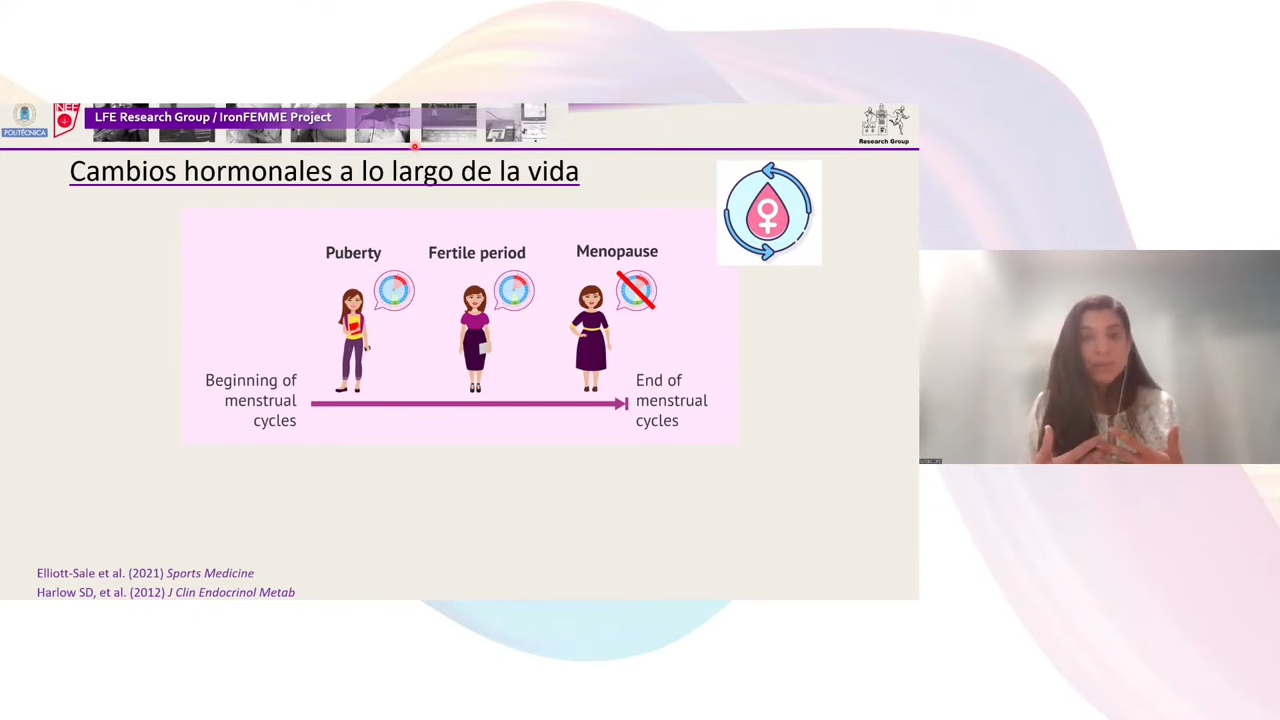 POLITÉCNICA
INEF
LFE Research Group / IronFEMME Project
Research Group
Cambios hormonales a lo largo de la vida
Puberty
Fertile period
Menopause
Beginning of
menstrual
cycles
End of
menstrual
cycles
Elliott-Sale et al. (2021) Sports Medicine
Harlow SD, et al. (2012) J Clin Endocrinol Metab